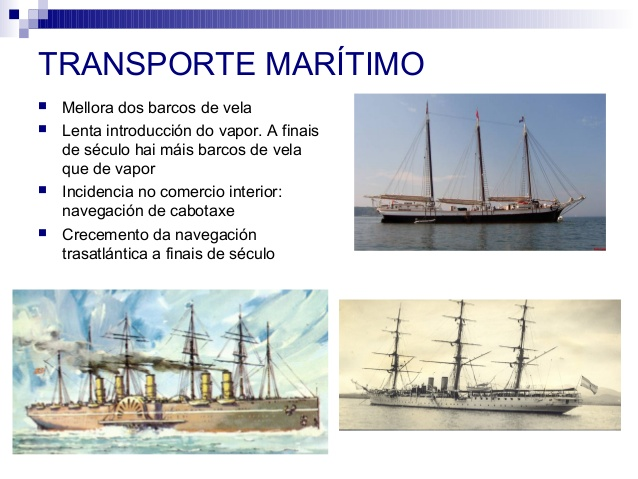 TRANSPORTE MARÍTIMO
Mellora dos barcos de vela
Lenta introducción do vapor. A finais
de século hai máis barcos de vela
que de vapor
Incidencia no comercio interior:
navegación de cabotaxe
Crecemento da navegación
trasatlántica a finais de século